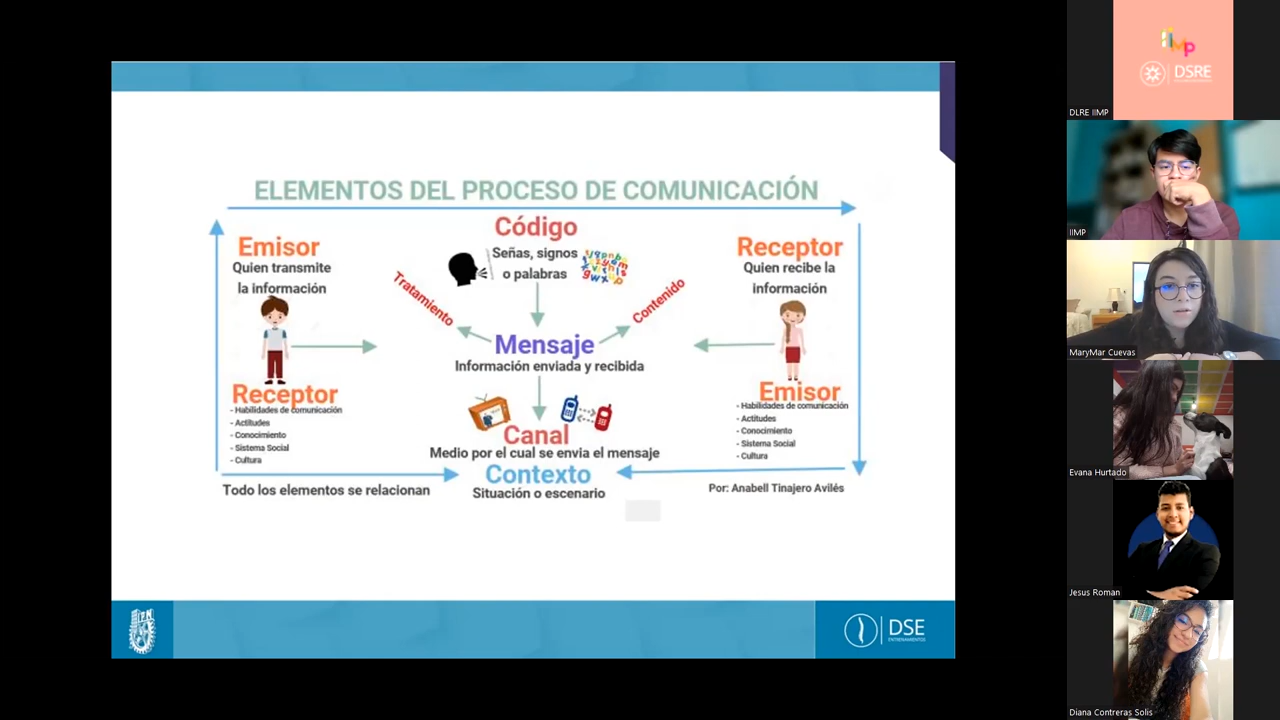 ELEMENTOS DEL PROCESO DE COMUNICACIÓN
Código
Señas, signos
o palabras
Emisor
Quien transmite
la información
Receptor
Quien recibe la
información
Tratamiento
Contenido
Mensaje
Información enviada y recibida
Receptor
- Habilidades de comunicación
- Actitudes
- Conocimiento
- Sistema Social
- Cultura
Emisor
- Habilidades de comunicación
- Actitudes
- Conocimiento
- Sistema Social
- Cultura
Canal
Medio por el cual se envia el mensaje
Contexto
Situación o escenario
Todo los elementos se relacionan
Por: Anabell Tinajero Avilés
DSE
ENTRENAMIENTOS
iiMP
DSRE
DLRE IIMP
IIMP
MaryMar Cuevas
Evana Hurtado
Jesus Roman
Diana Contreras Solis